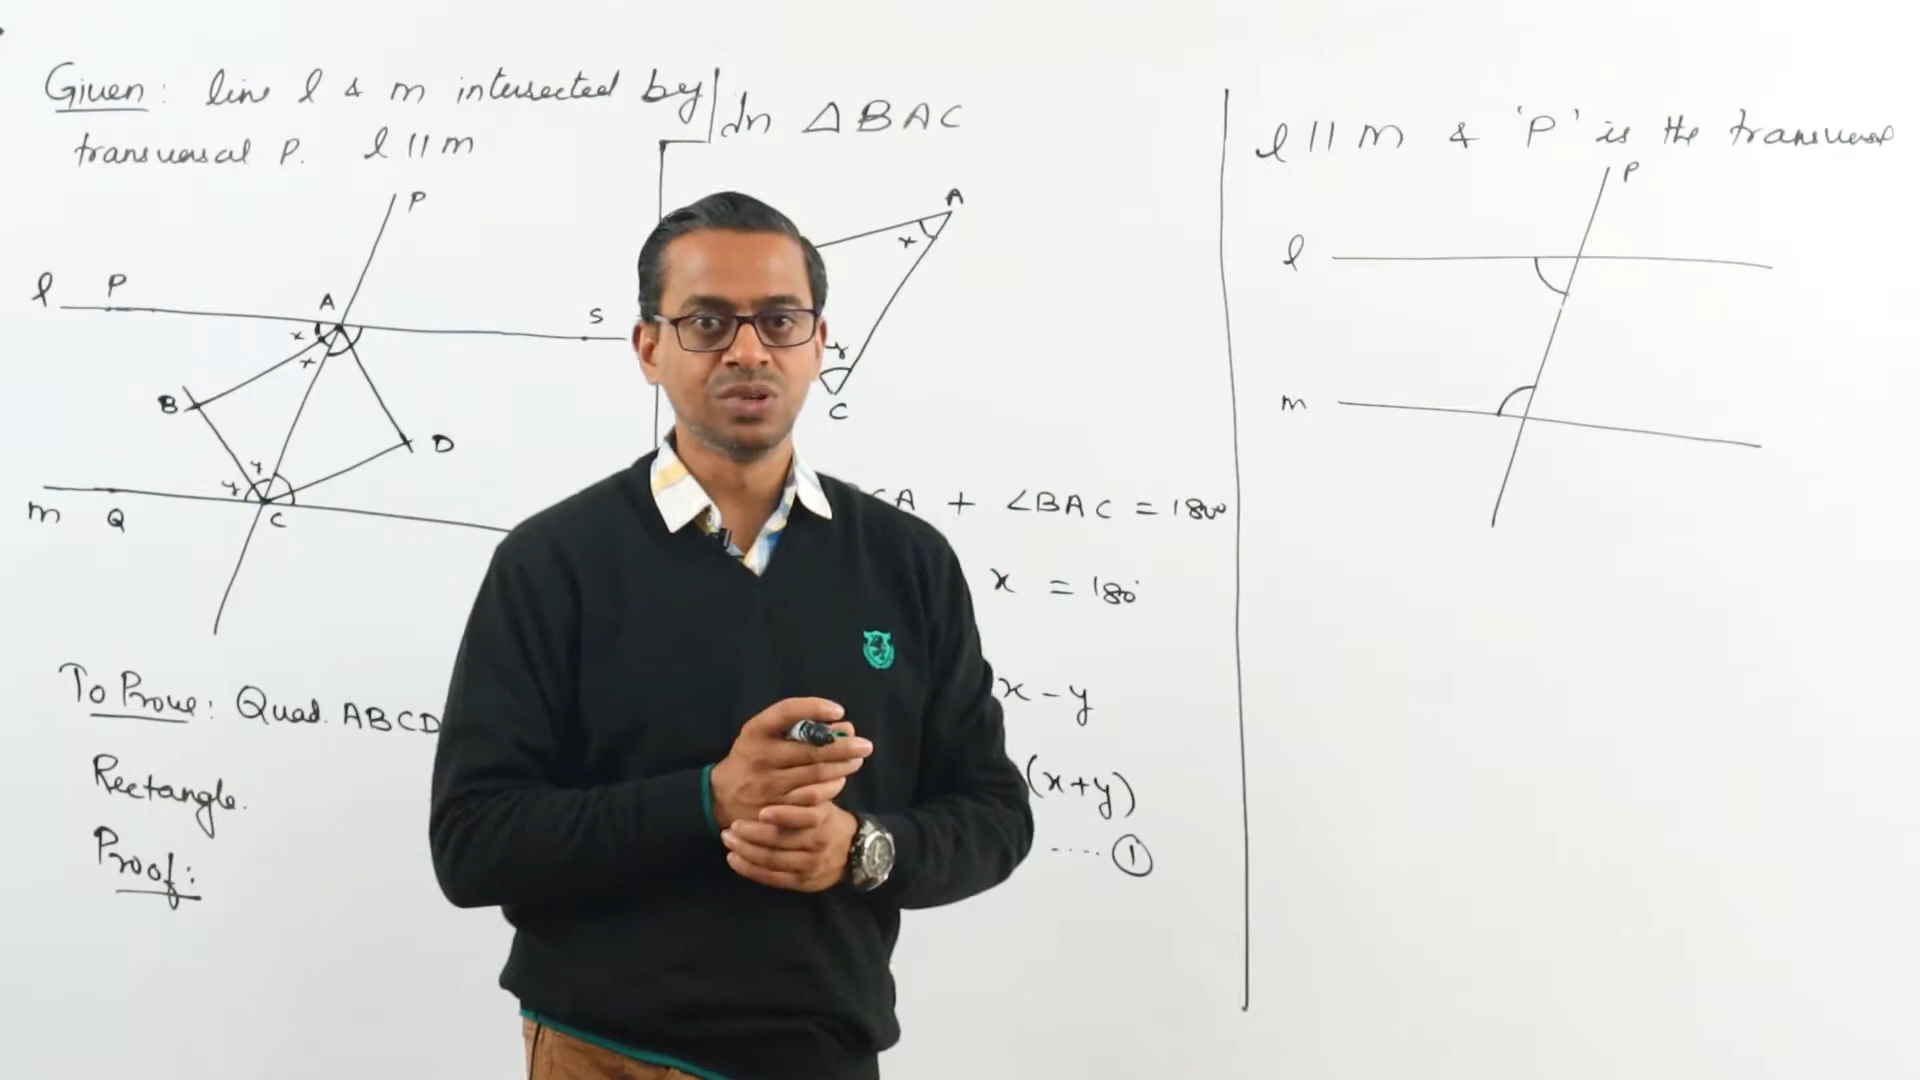 Given: line l & m intersected by
transversal P. l || m
P
l
P
A
S
x
x
B
D
y
y
m
Q
C
To Prove: Quad. ABCD
Rectangle.
Proof:
In △BAC
A
x
y
C
CA + ∠BAC = 180°
x = 180°
x - y
(x+y)
.... ①
l || m & 'P' is the transversal
P
l
m